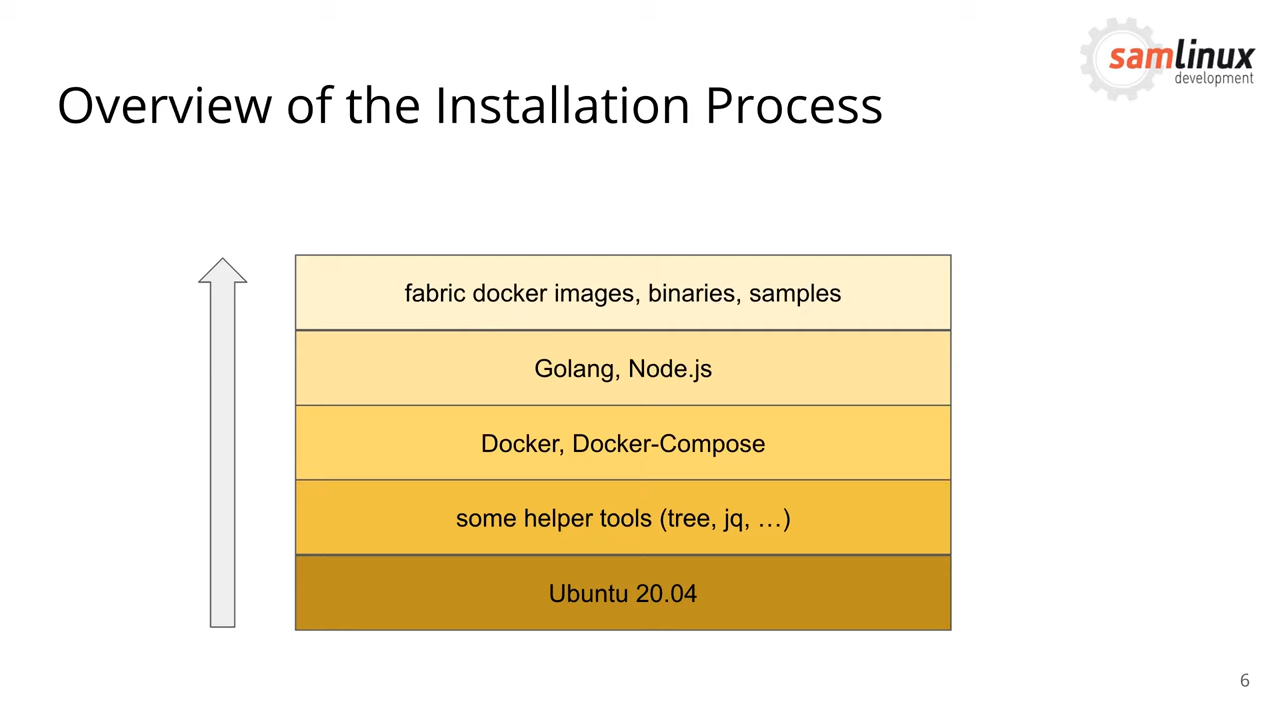 samlinux
development
Overview of the Installation Process
fabric docker images, binaries, samples
Golang, Node.js
Docker, Docker-Compose
some helper tools (tree, jq, …)
Ubuntu 20.04
6